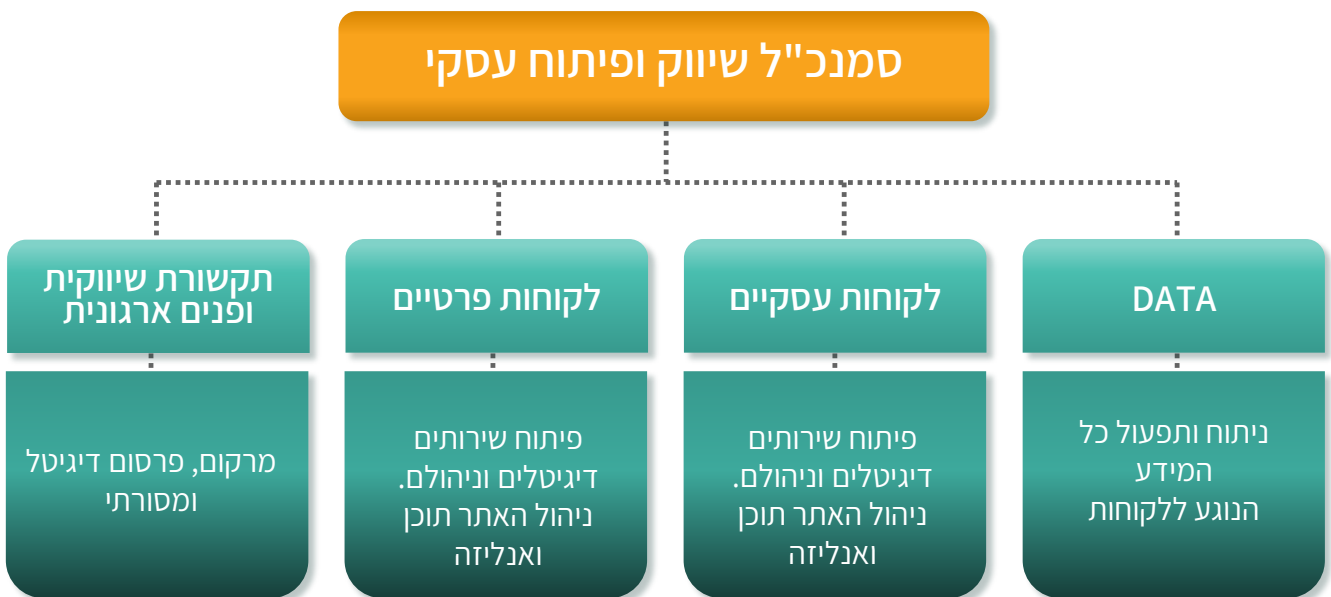 סמנכ"ל שיווק ופיתוח עסקי
DATA
ניתוח ותפעול כל
המידע
הנוגע ללקוחות
לקוחות עסקיים
פיתוח שירותים
דיגיטלים וניהולם.
ניהול האתר תוכן
ואנליזה
לקוחות פרטיים
פיתוח שירותים
דיגיטלים וניהולם.
ניהול האתר תוכן
ואנליזה
תקשורת שיווקית
ופנים ארגונית
מרקום, פרסום דיגיטל
ומסורתי